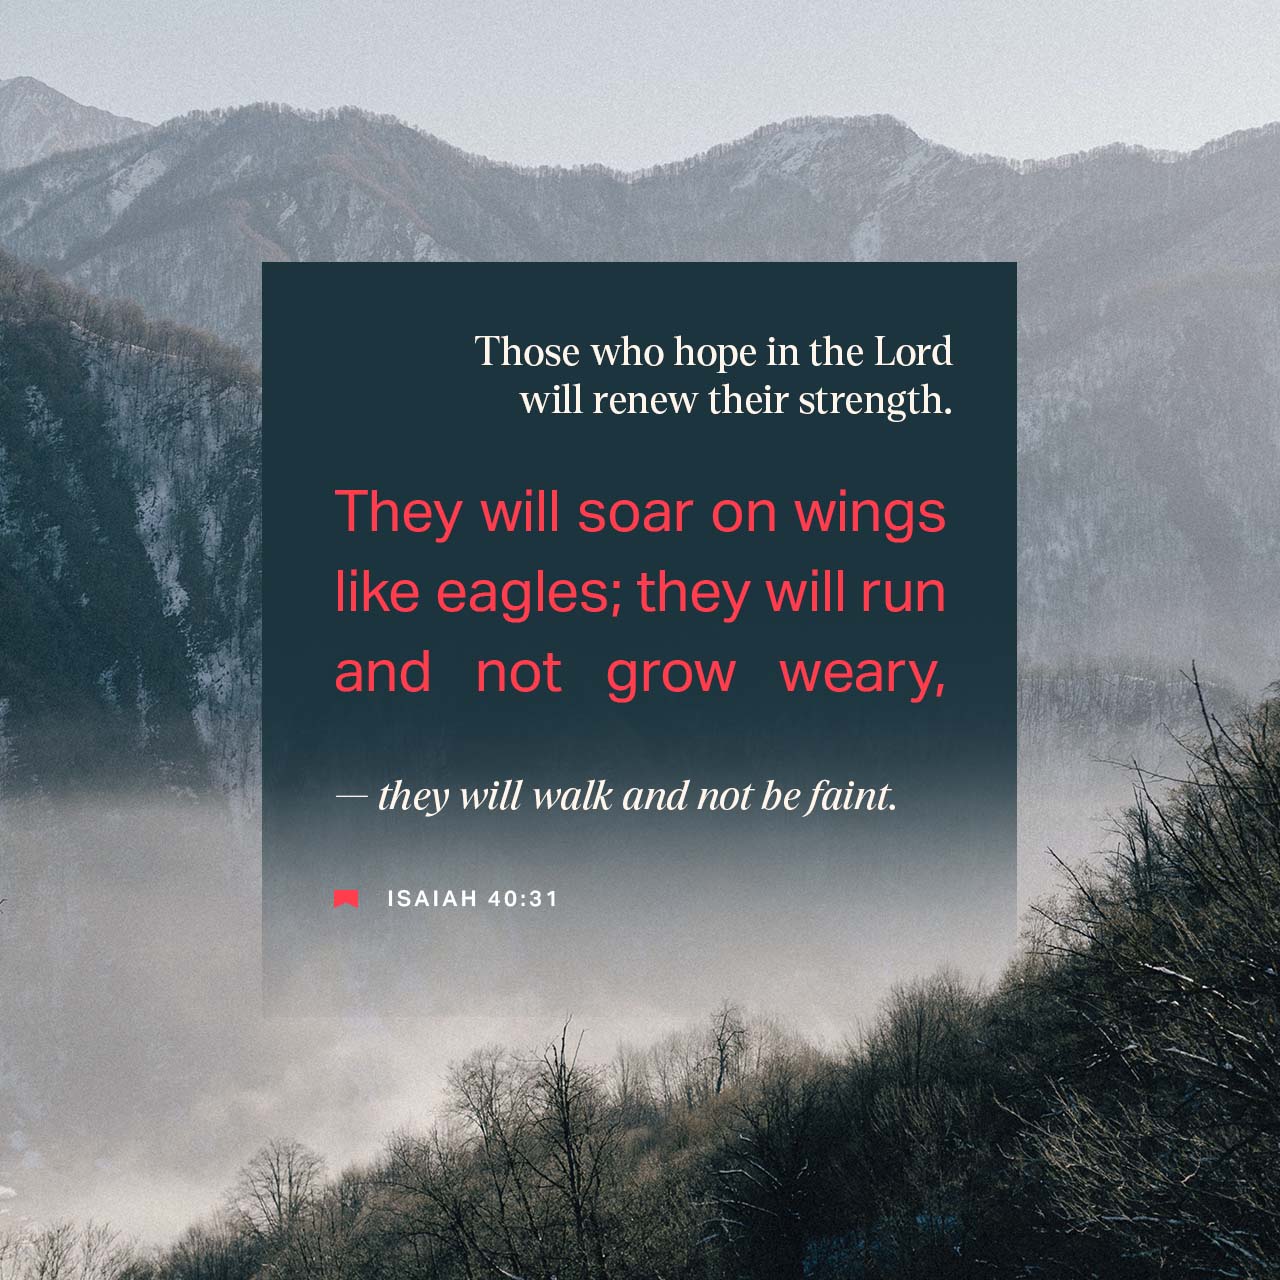 Those who hope in the Lord
will renew their strength.
They will soar on wings
like eagles; they will run
and not grow weary,
— they will walk and not be faint.
ISAIAH 40:31